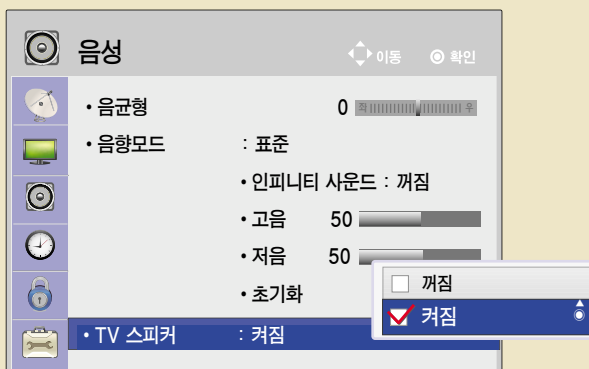 음성 이동 확인
• 음균형 0 좌 우
• 음향모드 : 표준
• 인피니티 사운드 : 꺼짐
• 고음 50
• 저음 50
• 초기화
• TV 스피커 : 켜짐
꺼짐
켜짐